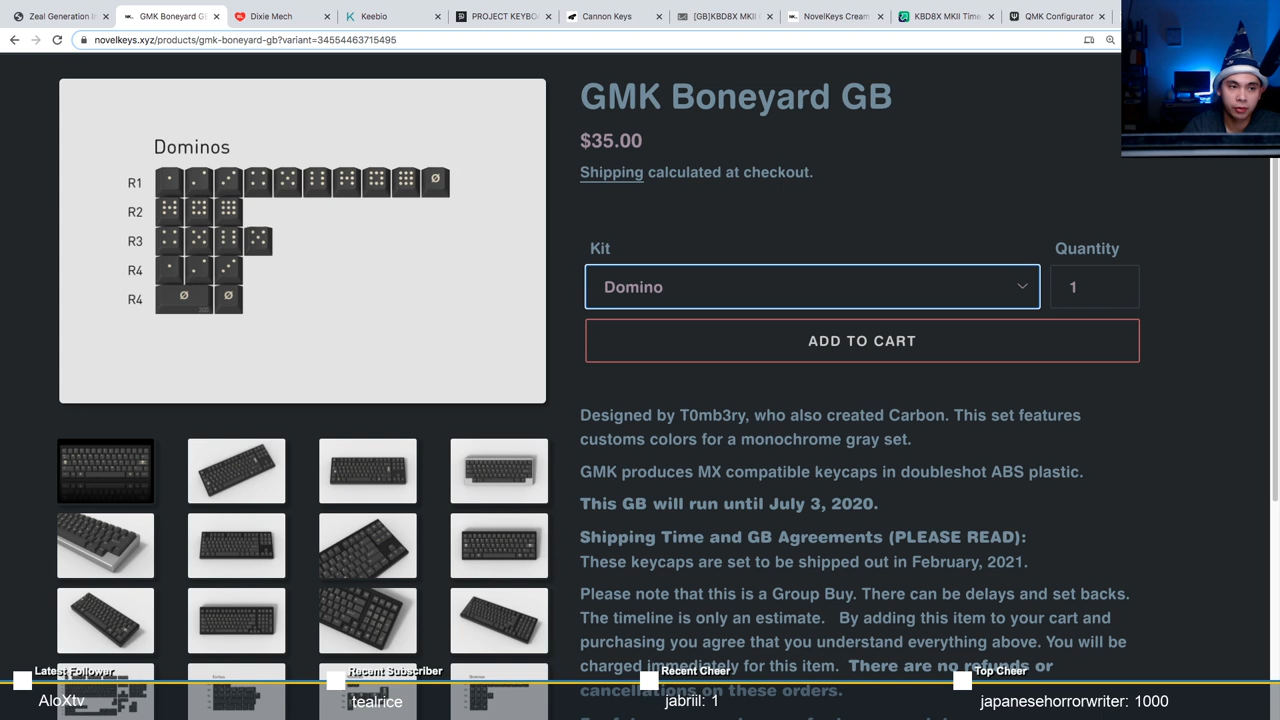 Zeal Generation In
GMK Boneyard GB
Dixie Mech
Keebio
PROJECT KEYBO
Cannon Keys
[GB]KBD8X MKII
NovelKeys Cream
KBD8X MKII Time
QMK Configurator
novelkeys.xyz/products/gmk-boneyard-gb?variant=34554463715495
Dominos
R1
R2
R3
R4
R4
GMK Boneyard GB
$35.00
Shipping calculated at checkout.
Kit
Quantity
Domino
1
ADD TO CART
Designed by T0mb3ry, who also created Carbon. This set features
customs colors for a monochrome gray set.
GMK produces MX compatible keycaps in doubleshot ABS plastic.
This GB will run until July 3, 2020.
Shipping Time and GB Agreements (PLEASE READ):
These keycaps are set to be shipped out in February, 2021.
Please note that this is a Group Buy. There can be delays and set backs.
The timeline is only an estimate. By adding this item to your cart and
purchasing you agree that you understand everything above. You will be
charged immediately for this item. There are no refunds or
cancellations on these orders.
Latest Follower
AloXtv
Recent Subscriber
tealrice
Recent Cheer
jabriil: 1
Top Cheer
japanesehorrorwriter: 1000